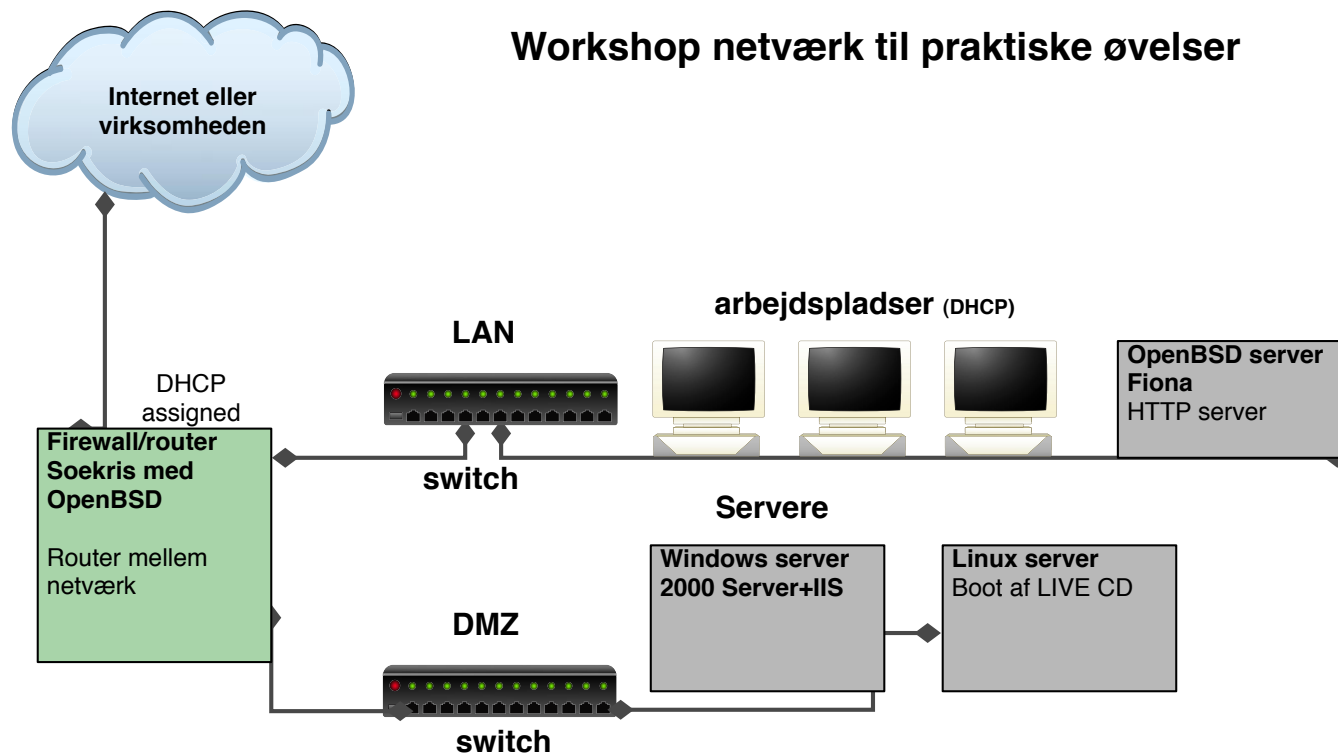 Workshop netværk til praktiske øvelser
Internet eller
virksomheden
arbejdspladser (DHCP)
LAN
OpenBSD server
Fiona
HTTP server
DHCP
assigned
Firewall/router
Soekris med
OpenBSD
Router mellem
netværk
switch
Servere
Windows server
2000 Server+IIS
Linux server
Boot af LIVE CD
DMZ
switch